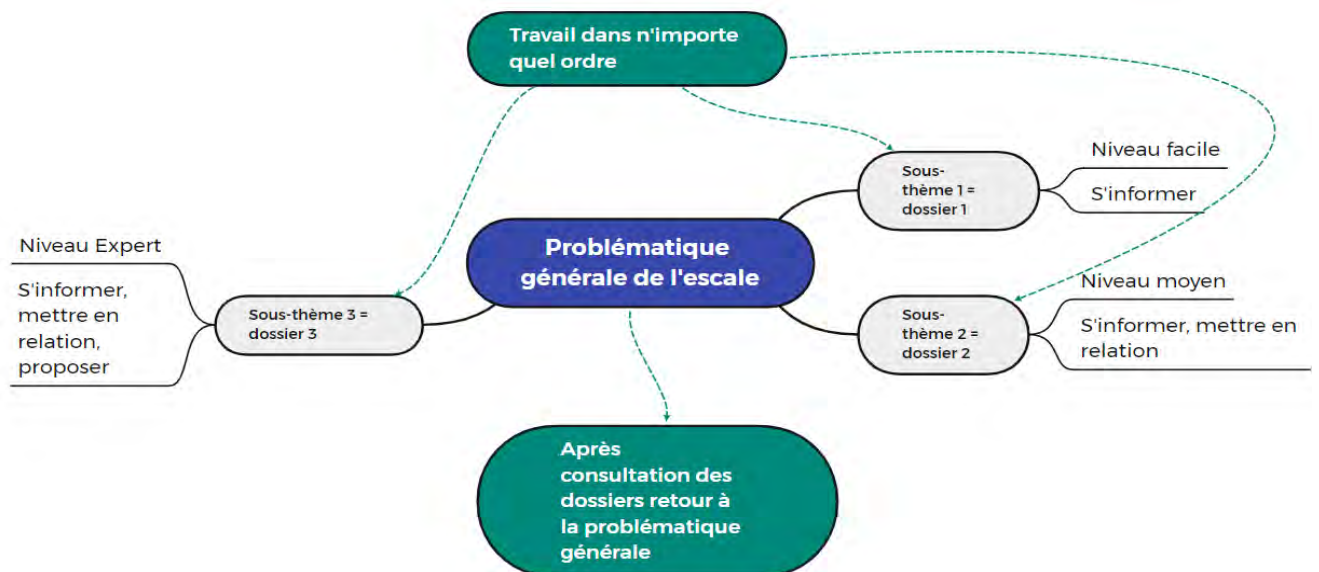 Travail dans n'importe
quel ordre
Sous-
thème 1 =
dossier 1
Niveau facile
S'informer
Problématique
générale de l'escale
Niveau Expert
S'informer,
mettre en
relation,
proposer
Sous-thème 3 =
dossier 3
Sous-
thème 2 =
dossier 2
Niveau moyen
S'informer, mettre en
relation
Après
consultation des
dossiers retour à
la problématique
générale